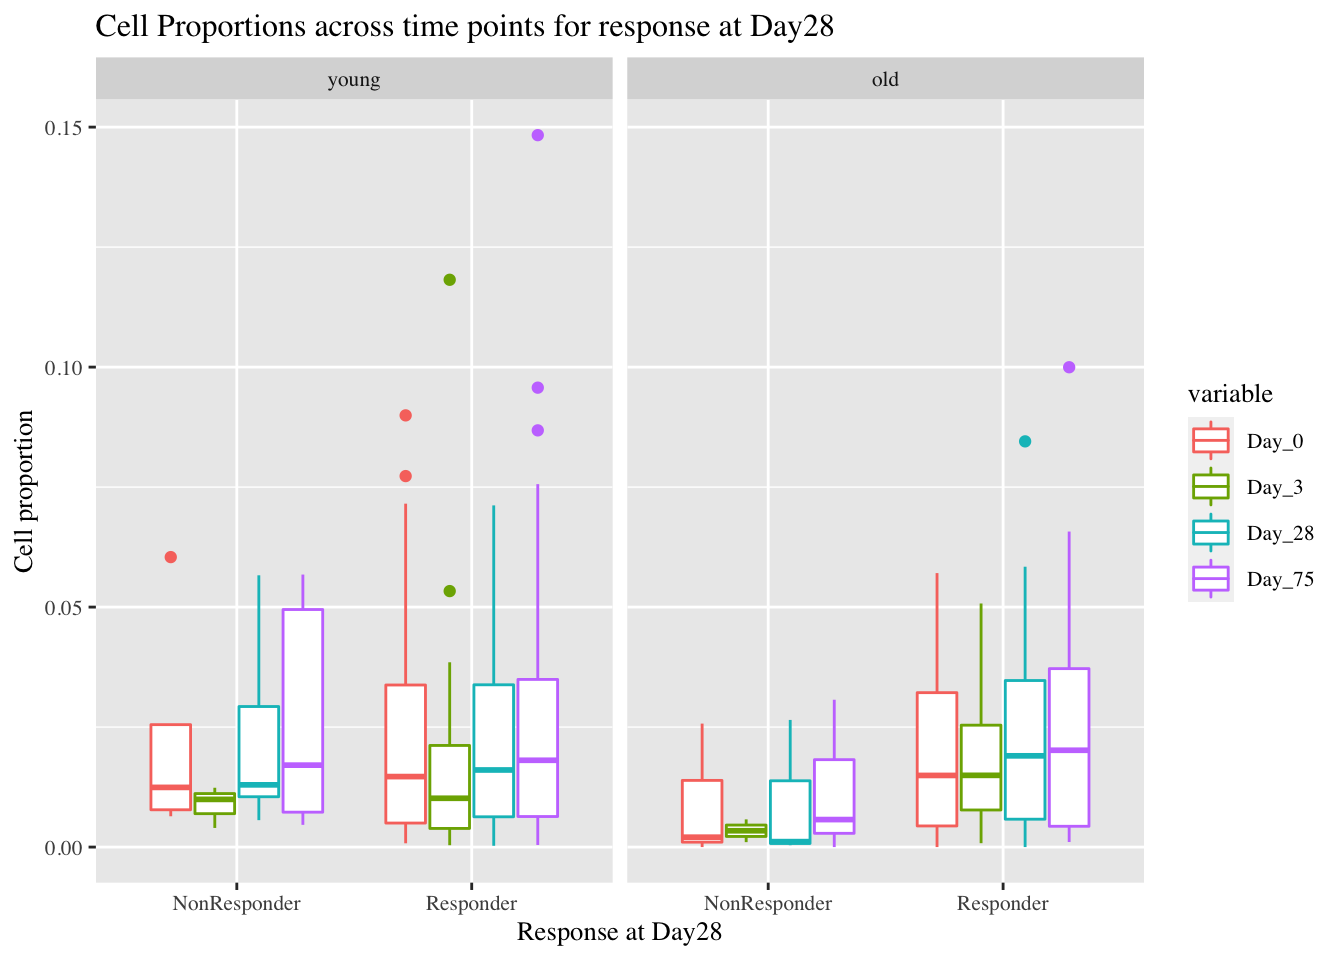 Cell Proportions across time points for response at Day28
young
old
0.15
0.10
0.05
0.00
Cell proportion
NonResponder
Responder
NonResponder
Responder
Response at Day28
variable
Day_0
Day_3
Day_28
Day_75